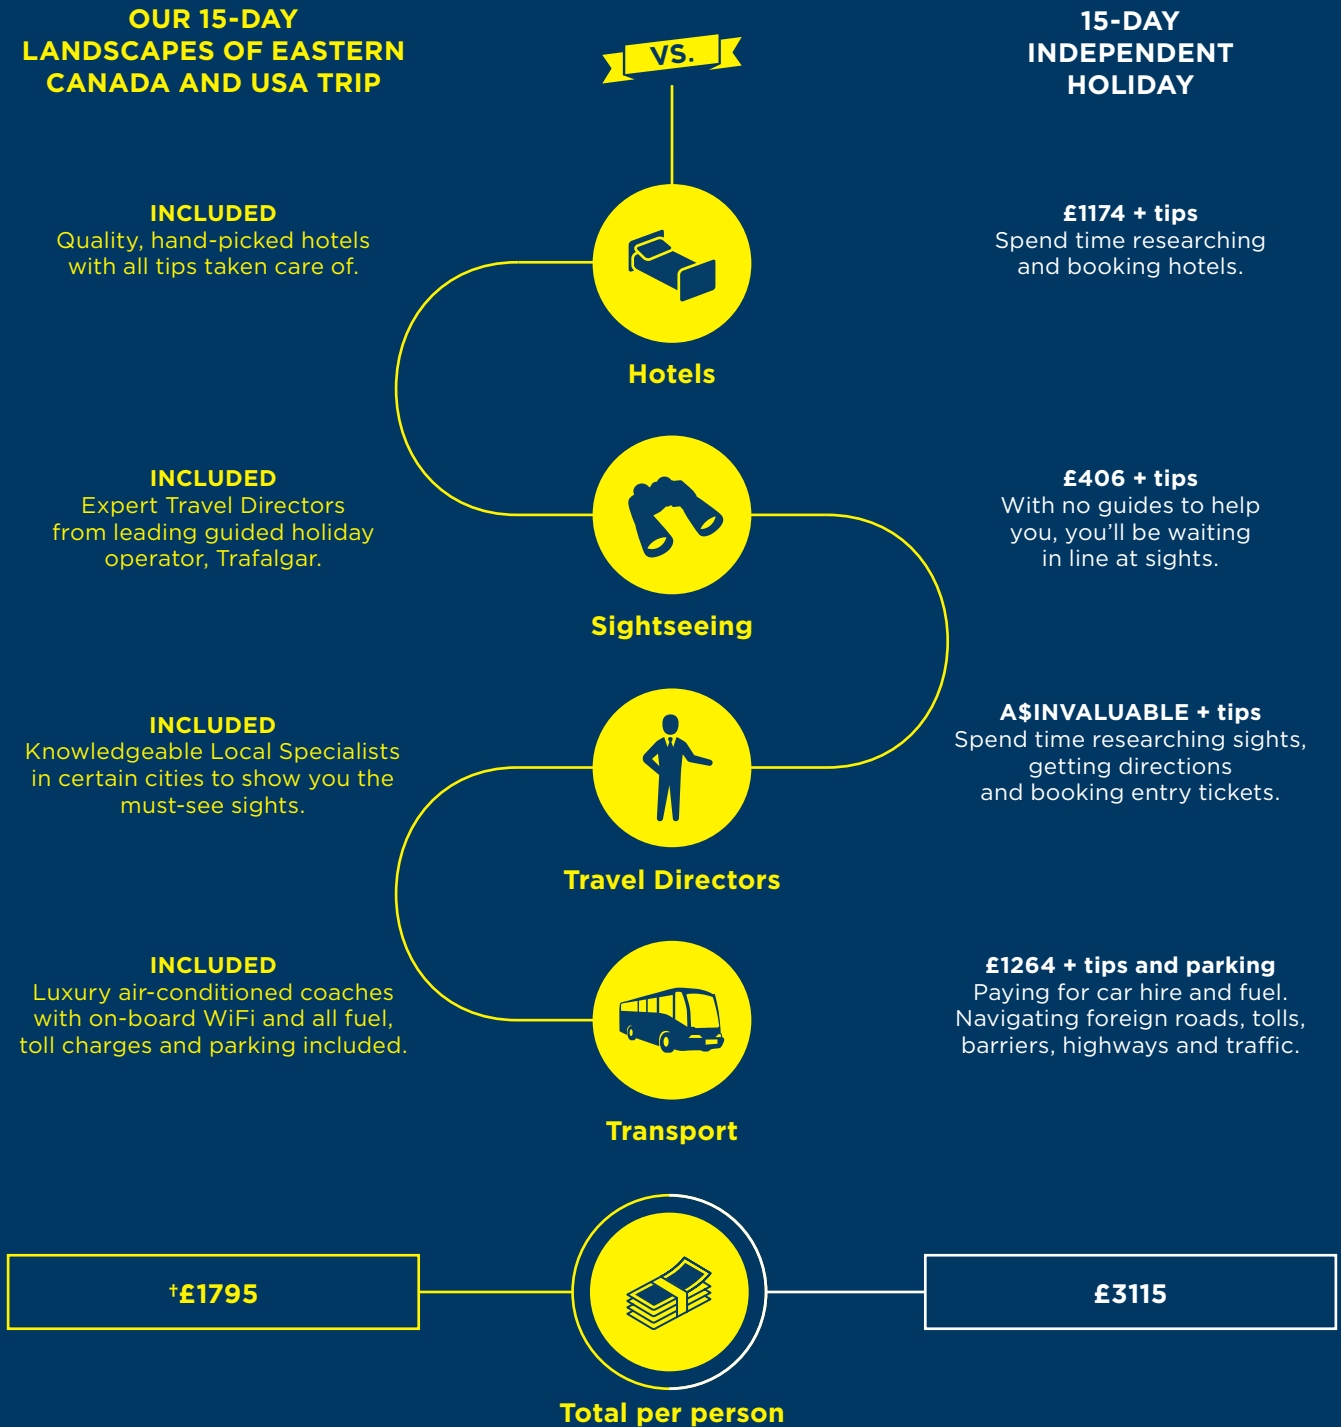 OUR 15-DAY
LANDSCAPES OF EASTERN
CANADA AND USA TRIP
VS.
15-DAY
INDEPENDENT
HOLIDAY
INCLUDED
Quality, hand-picked hotels
with all tips taken care of.
Hotels
£1174 + tips
Spend time researching
and booking hotels.
INCLUDED
Expert Travel Directors
from leading guided holiday
operator, Trafalgar.
Sightseeing
£406 + tips
With no guides to help
you, you’ll be waiting
in line at sights.
INCLUDED
Knowledgeable Local Specialists
in certain cities to show you the
must-see sights.
Travel Directors
A$INVALUABLE + tips
Spend time researching sights,
getting directions
and booking entry tickets.
INCLUDED
Luxury air-conditioned coaches
with on-board WiFi and all fuel,
toll charges and parking included.
Transport
£1264 + tips and parking
Paying for car hire and fuel.
Navigating foreign roads, tolls,
barriers, highways and traffic.
†£1795
£3115
Total per person